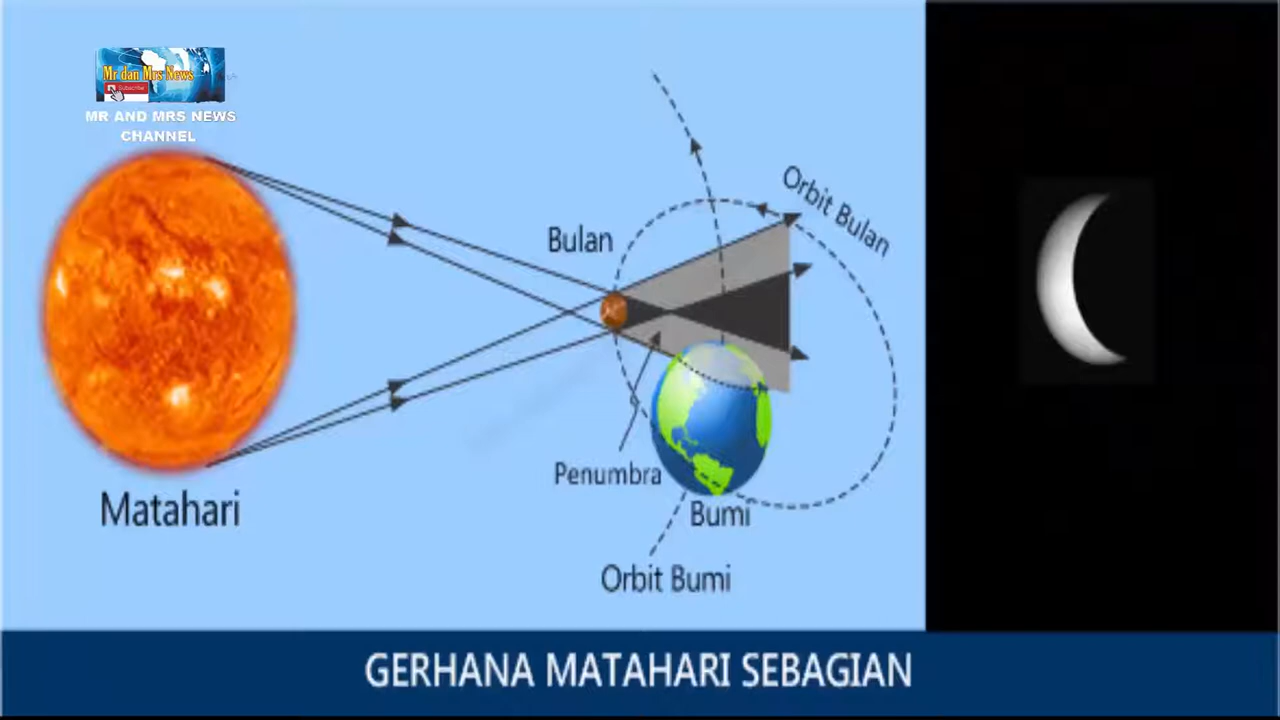 Mr dan Mrs News
Subscribe
MR AND MRS NEWS
CHANNEL
Orbit Bulan
Bulan
Penumbra
Matahari
Bumi
Orbit Bumi
GERHANA MATAHARI SEBAGIAN